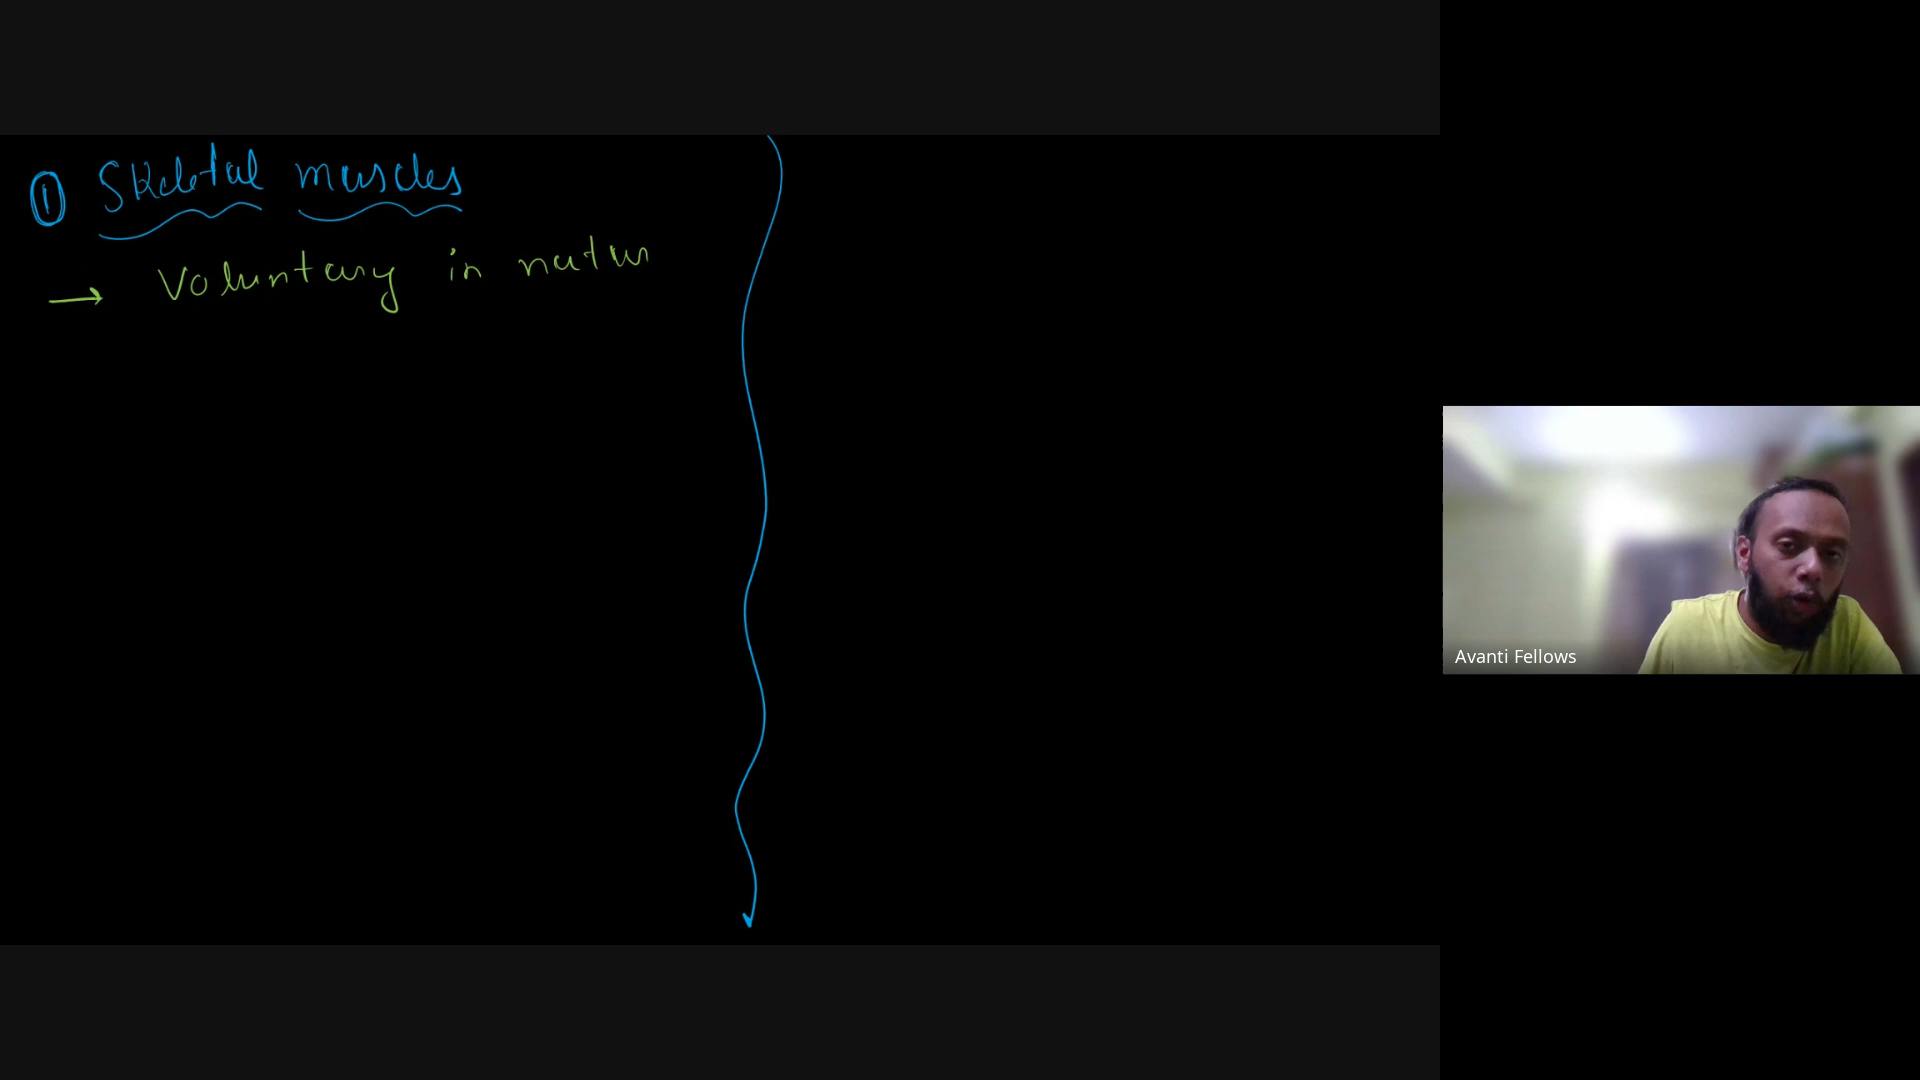 ① Skeletal muscles
→ Voluntary in natur
Avanti Fellows